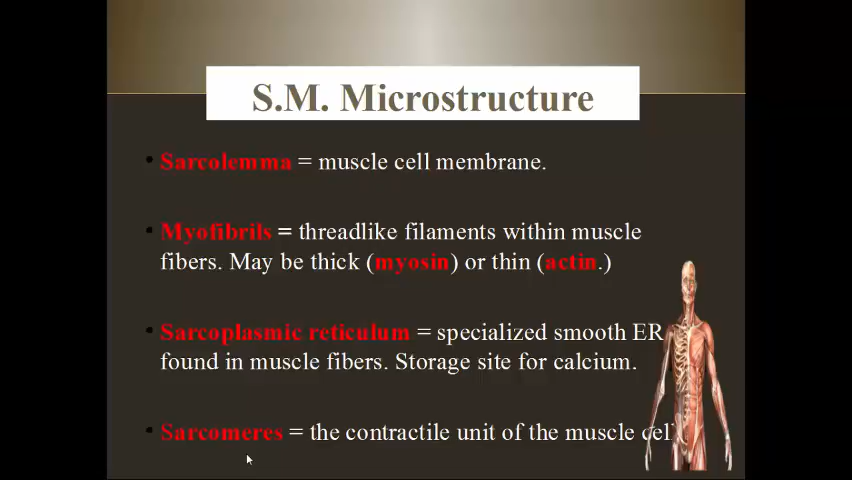 S.M. Microstructure
• Sarcolemma = muscle cell membrane.
• Myofibrils = threadlike filaments within muscle
fibers. May be thick (myosin) or thin (actin.)
• Sarcoplasmic reticulum = specialized smooth ER
found in muscle fibers. Storage site for calcium.
• Sarcomeres = the contractile unit of the muscle cell